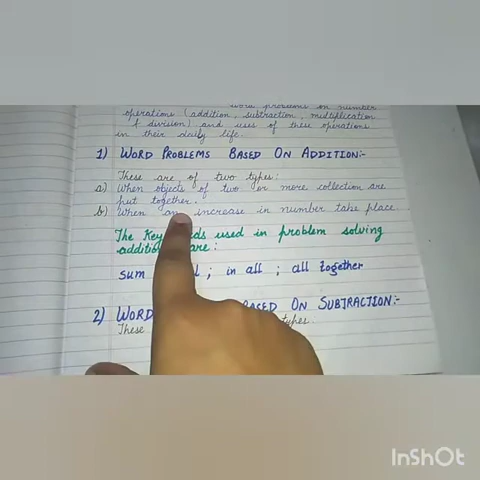 word problems on number
operations (addition, subtraction, multiplication
& division) and uses of these operations
in their daily life.
1) WORD PROBLEMS BASED ON ADDITION:-
These are of two types:
a) When objects of two or more collection are
put together.
b) When an increase in number take place
The Key used in problem solving
addition are:
sum ; in all ; all together
2) WORD BASED ON SUBTRACTION:-
These types.
InShOt